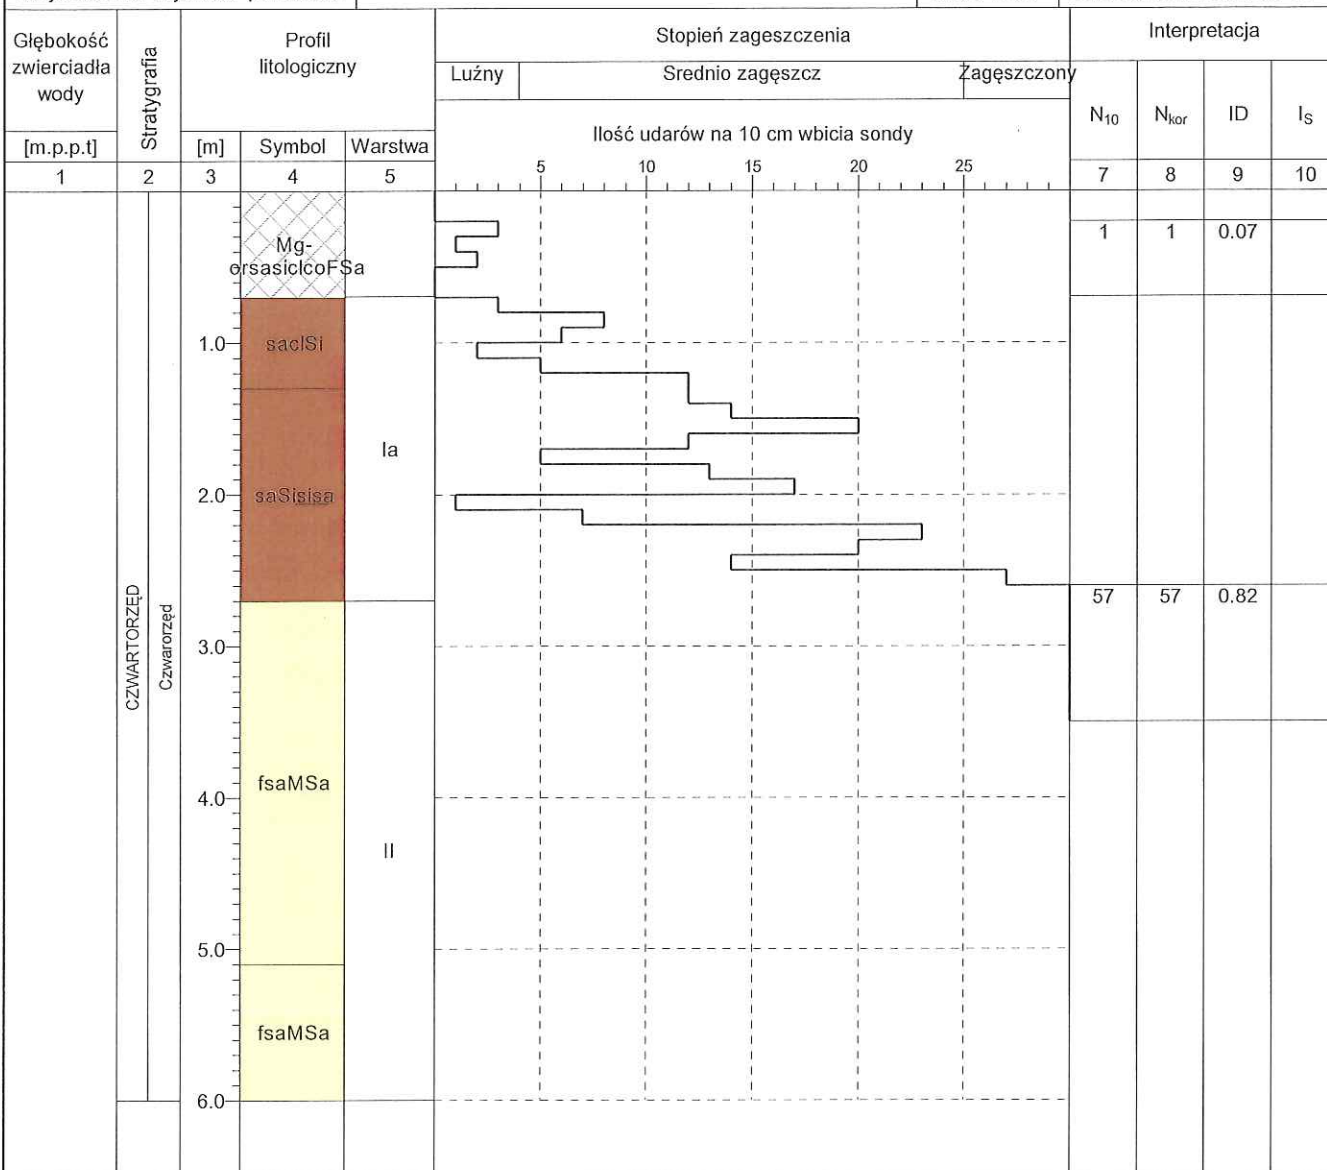 Głębokość
zwierciadła
wody
[m.p.p.t]
1
Stratygrafia
2
Profil
litologiczny
[m]
Symbol
Warstwa
3
4
5
Stopień zageszczenia
Luźny
Srednio zagęszcz
Zagęszczony
Ilość udarów na 10 cm wbicia sondy
5
10
15
20
25
Interpretacja
N10
Nkor
ID
IS
7
8
9
10
CZWARTORZĘD
Czwarorzęd
1.0
2.0
3.0
4.0
5.0
6.0
Mg-
orsasiclcoFSa
saclSi
saSisisa
fsaMSa
fsaMSa
Ia
II
1
1
0.07
57
57
0.82